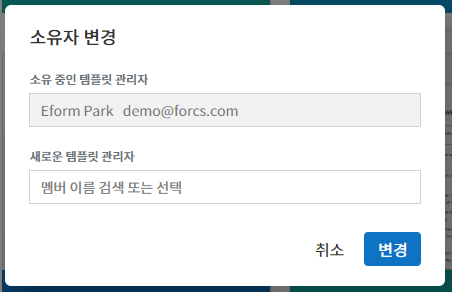 소유자 변경
소유 중인 템플릿 관리자
Eform Park demo@forcs.com
새로운 템플릿 관리자
멤버 이름 검색 또는 선택
취소 변경